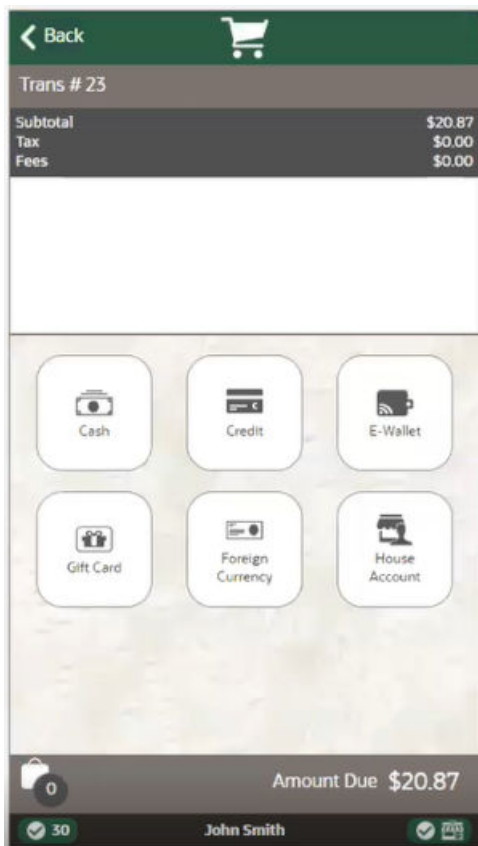 Back
Trans # 23
Subtotal $20.87
Tax $0.00
Fees $0.00
Cash
Credit
E-Wallet
Gift Card
Foreign
Currency
House
Account
0
Amount Due $20.87
30
John Smith